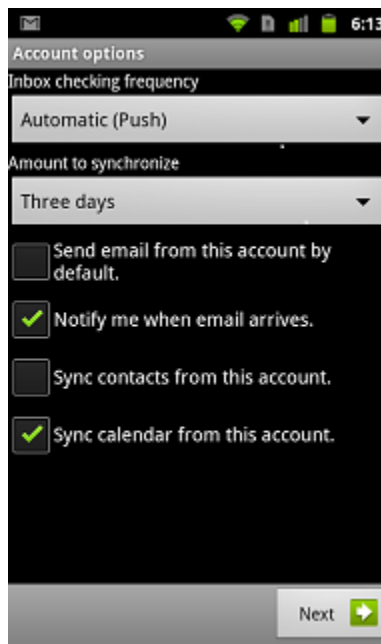 6:13
Account options
Inbox checking frequency
Automatic (Push)
Amount to synchronize
Three days
Send email from this account by
default.
Notify me when email arrives.
Sync contacts from this account.
Sync calendar from this account.
Next